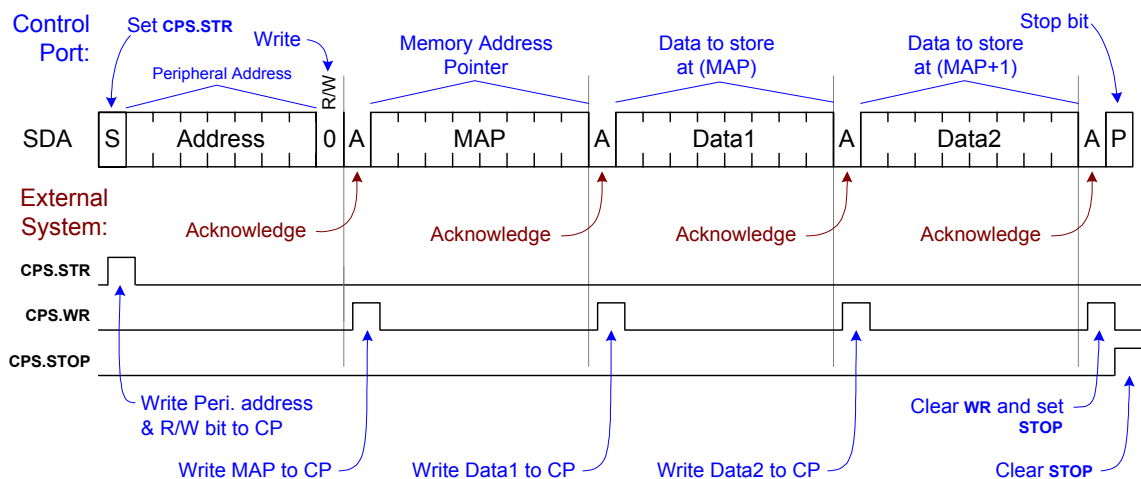 Control
Port:
Set CPS.STR
Write
Stop bit
Peripheral Address
R/W
Memory Address
Pointer
Data to store
at (MAP)
Data to store
at (MAP+1)
SDA
S
Address
0
A
MAP
A
Data1
A
Data2
A
P
External
System:
Acknowledge
Acknowledge
Acknowledge
Acknowledge
CPS.STR
CPS.WR
CPS.STOP
Write Peri. address
& R/W bit to CP
Clear WR and set
STOP
Write MAP to CP
Write Data1 to CP
Write Data2 to CP
Clear STOP